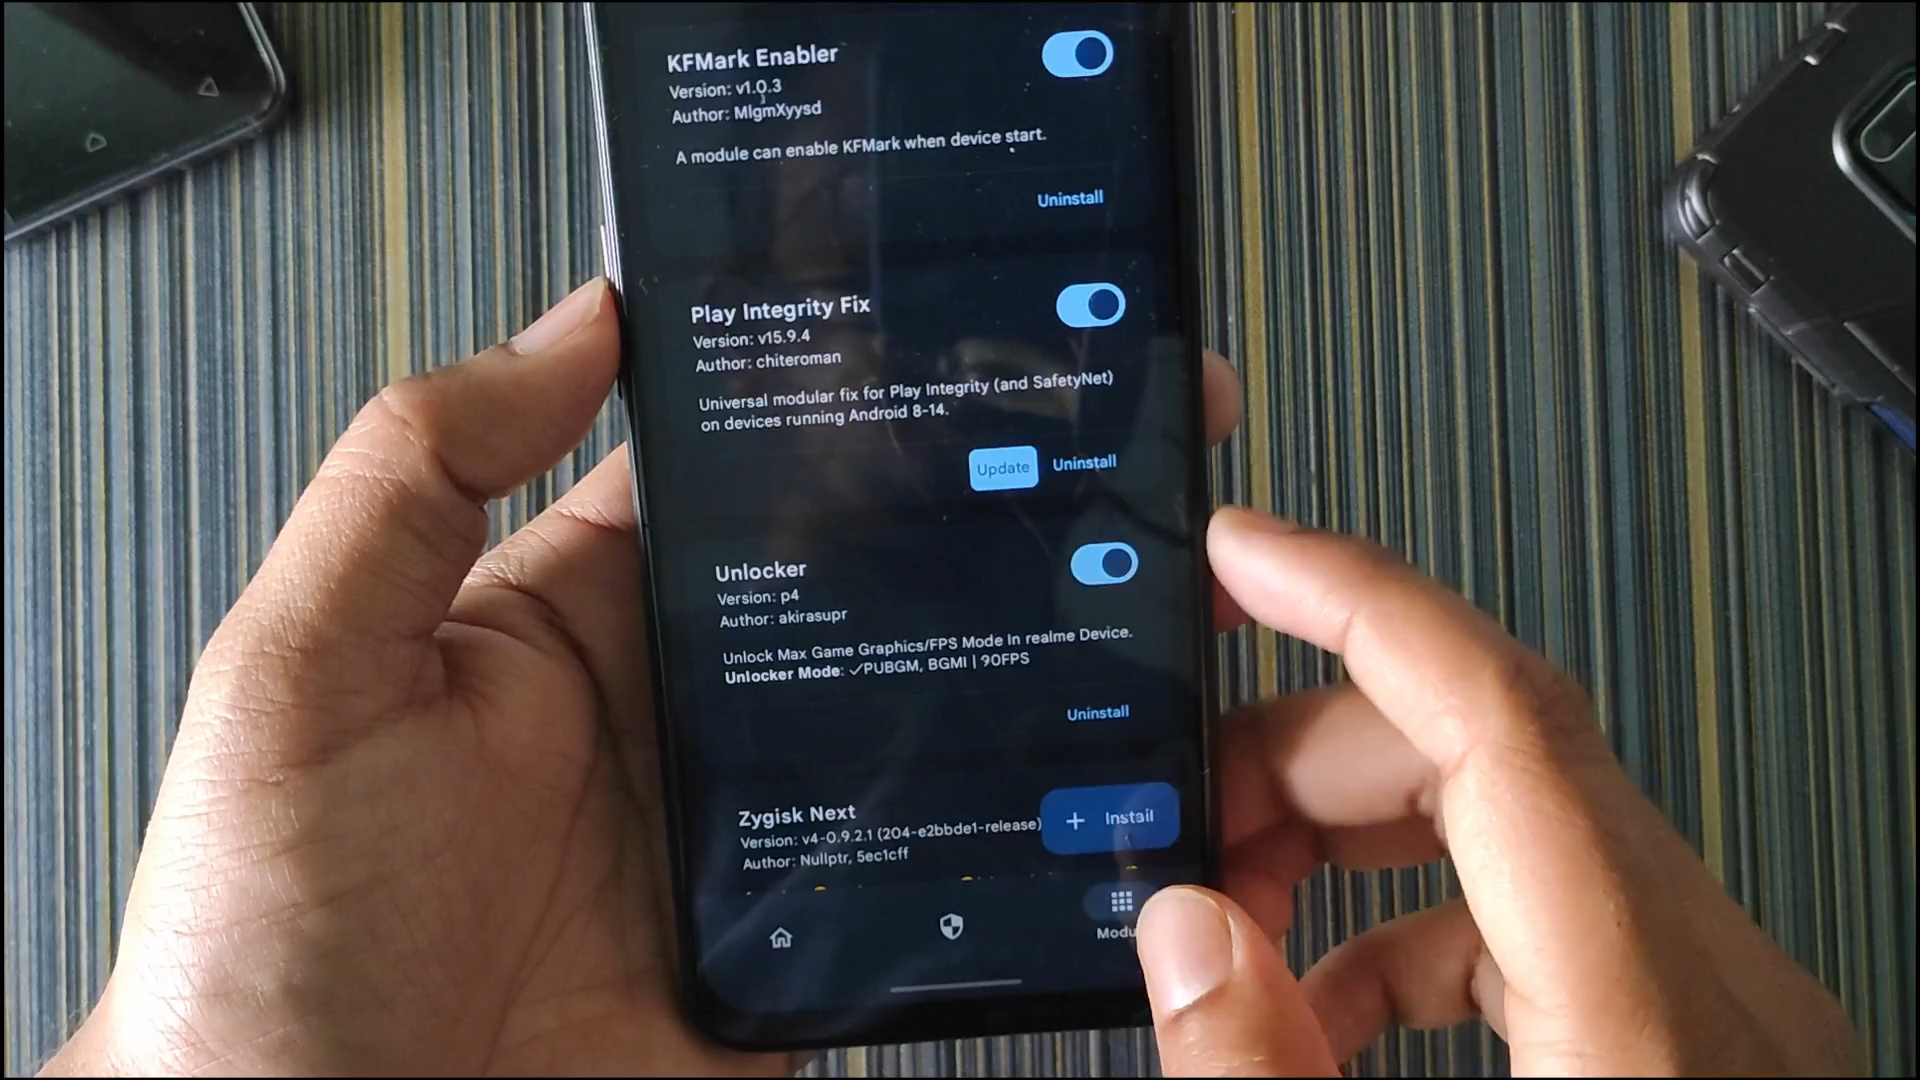 KFMark Enabler
Version: v1.0.3
Author: MlgmXyysd
A module can enable KFMark when device start.
Uninstall
Play Integrity Fix
Version: v15.9.4
Author: chiteroman
Universal modular fix for Play Integrity (and SafetyNet)
on devices running Android 8-14.
Update Uninstall
Unlocker
Version: p4
Author: akirasupr
Unlock Max Game Graphics/FPS Mode In realme Device.
Unlocker Mode: ✓PUBGM, BGMI | 90FPS
Uninstall
Zygisk Next
Version: v4-0.9.2.1 (204-e2bbde1-release)
Author: Nullptr, 5ec1cff
+ Install
Modu